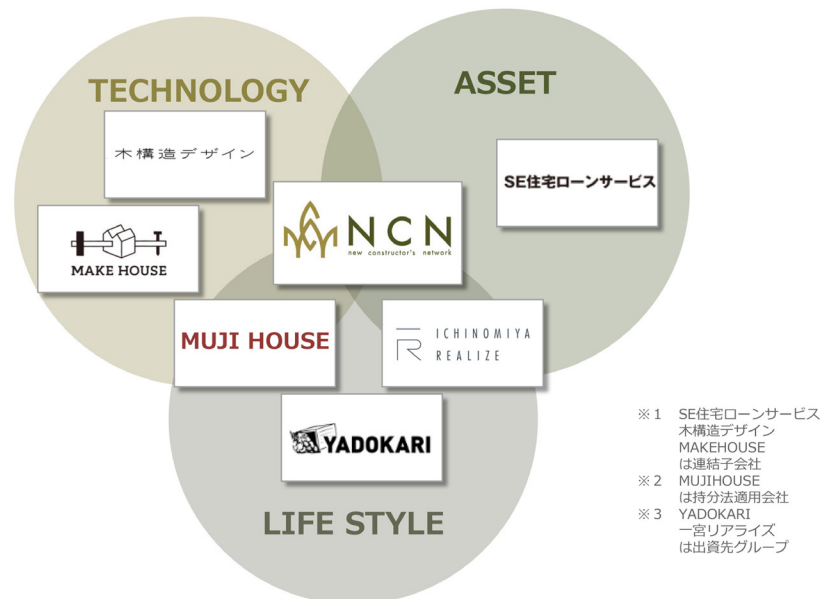 TECHNOLOGY
ASSET
木構造デザイン
SE住宅ローンサービス
NCN
new constructor's network
MAKE HOUSE
MUJI HOUSE
ICHINOMIYA
REALIZE
YADOKARI
LIFE STYLE
※1 SE住宅ローンサービス
木構造デザイン
MAKEHOUSE
は連結子会社
※2 MUJIHOUSE
は持分法適用会社
※3 YADOKARI
一宮リアライズ
は出資先グループ